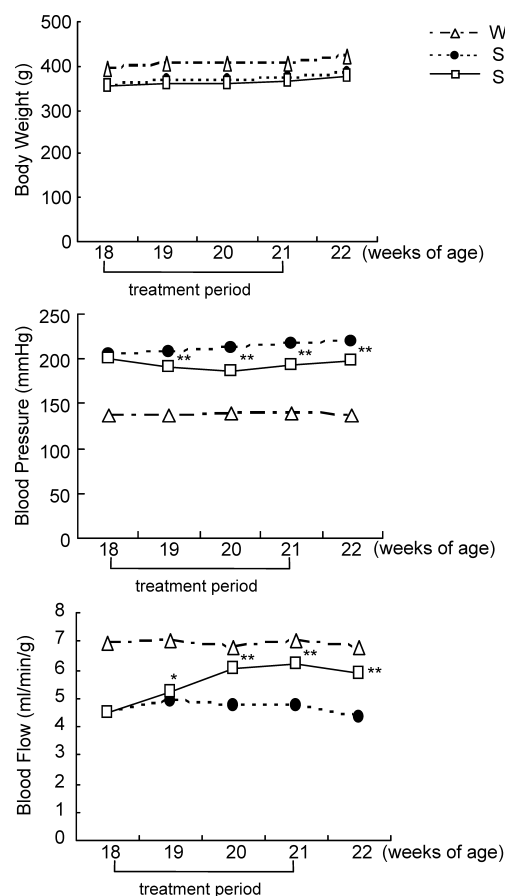 500
400
300
200
100
0
Body Weight (g)
W
S
S
18 19 20 21 22 (weeks of age)
treatment period
250
200
150
100
50
0
Blood Pressure (mmHg)
**
**
**
**
18 19 20 21 22 (weeks of age)
treatment period
8
7
6
5
4
3
2
1
0
Blood Flow (ml/min/g)
*
**
**
**
18 19 20 21 22 (weeks of age)
treatment period